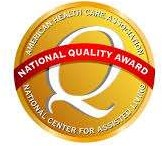 AMERICAN HEALTH CARE ASSOCIATION
NATIONAL QUALITY AWARD
Q
NATIONAL CENTER FOR ASSISTED LIVING